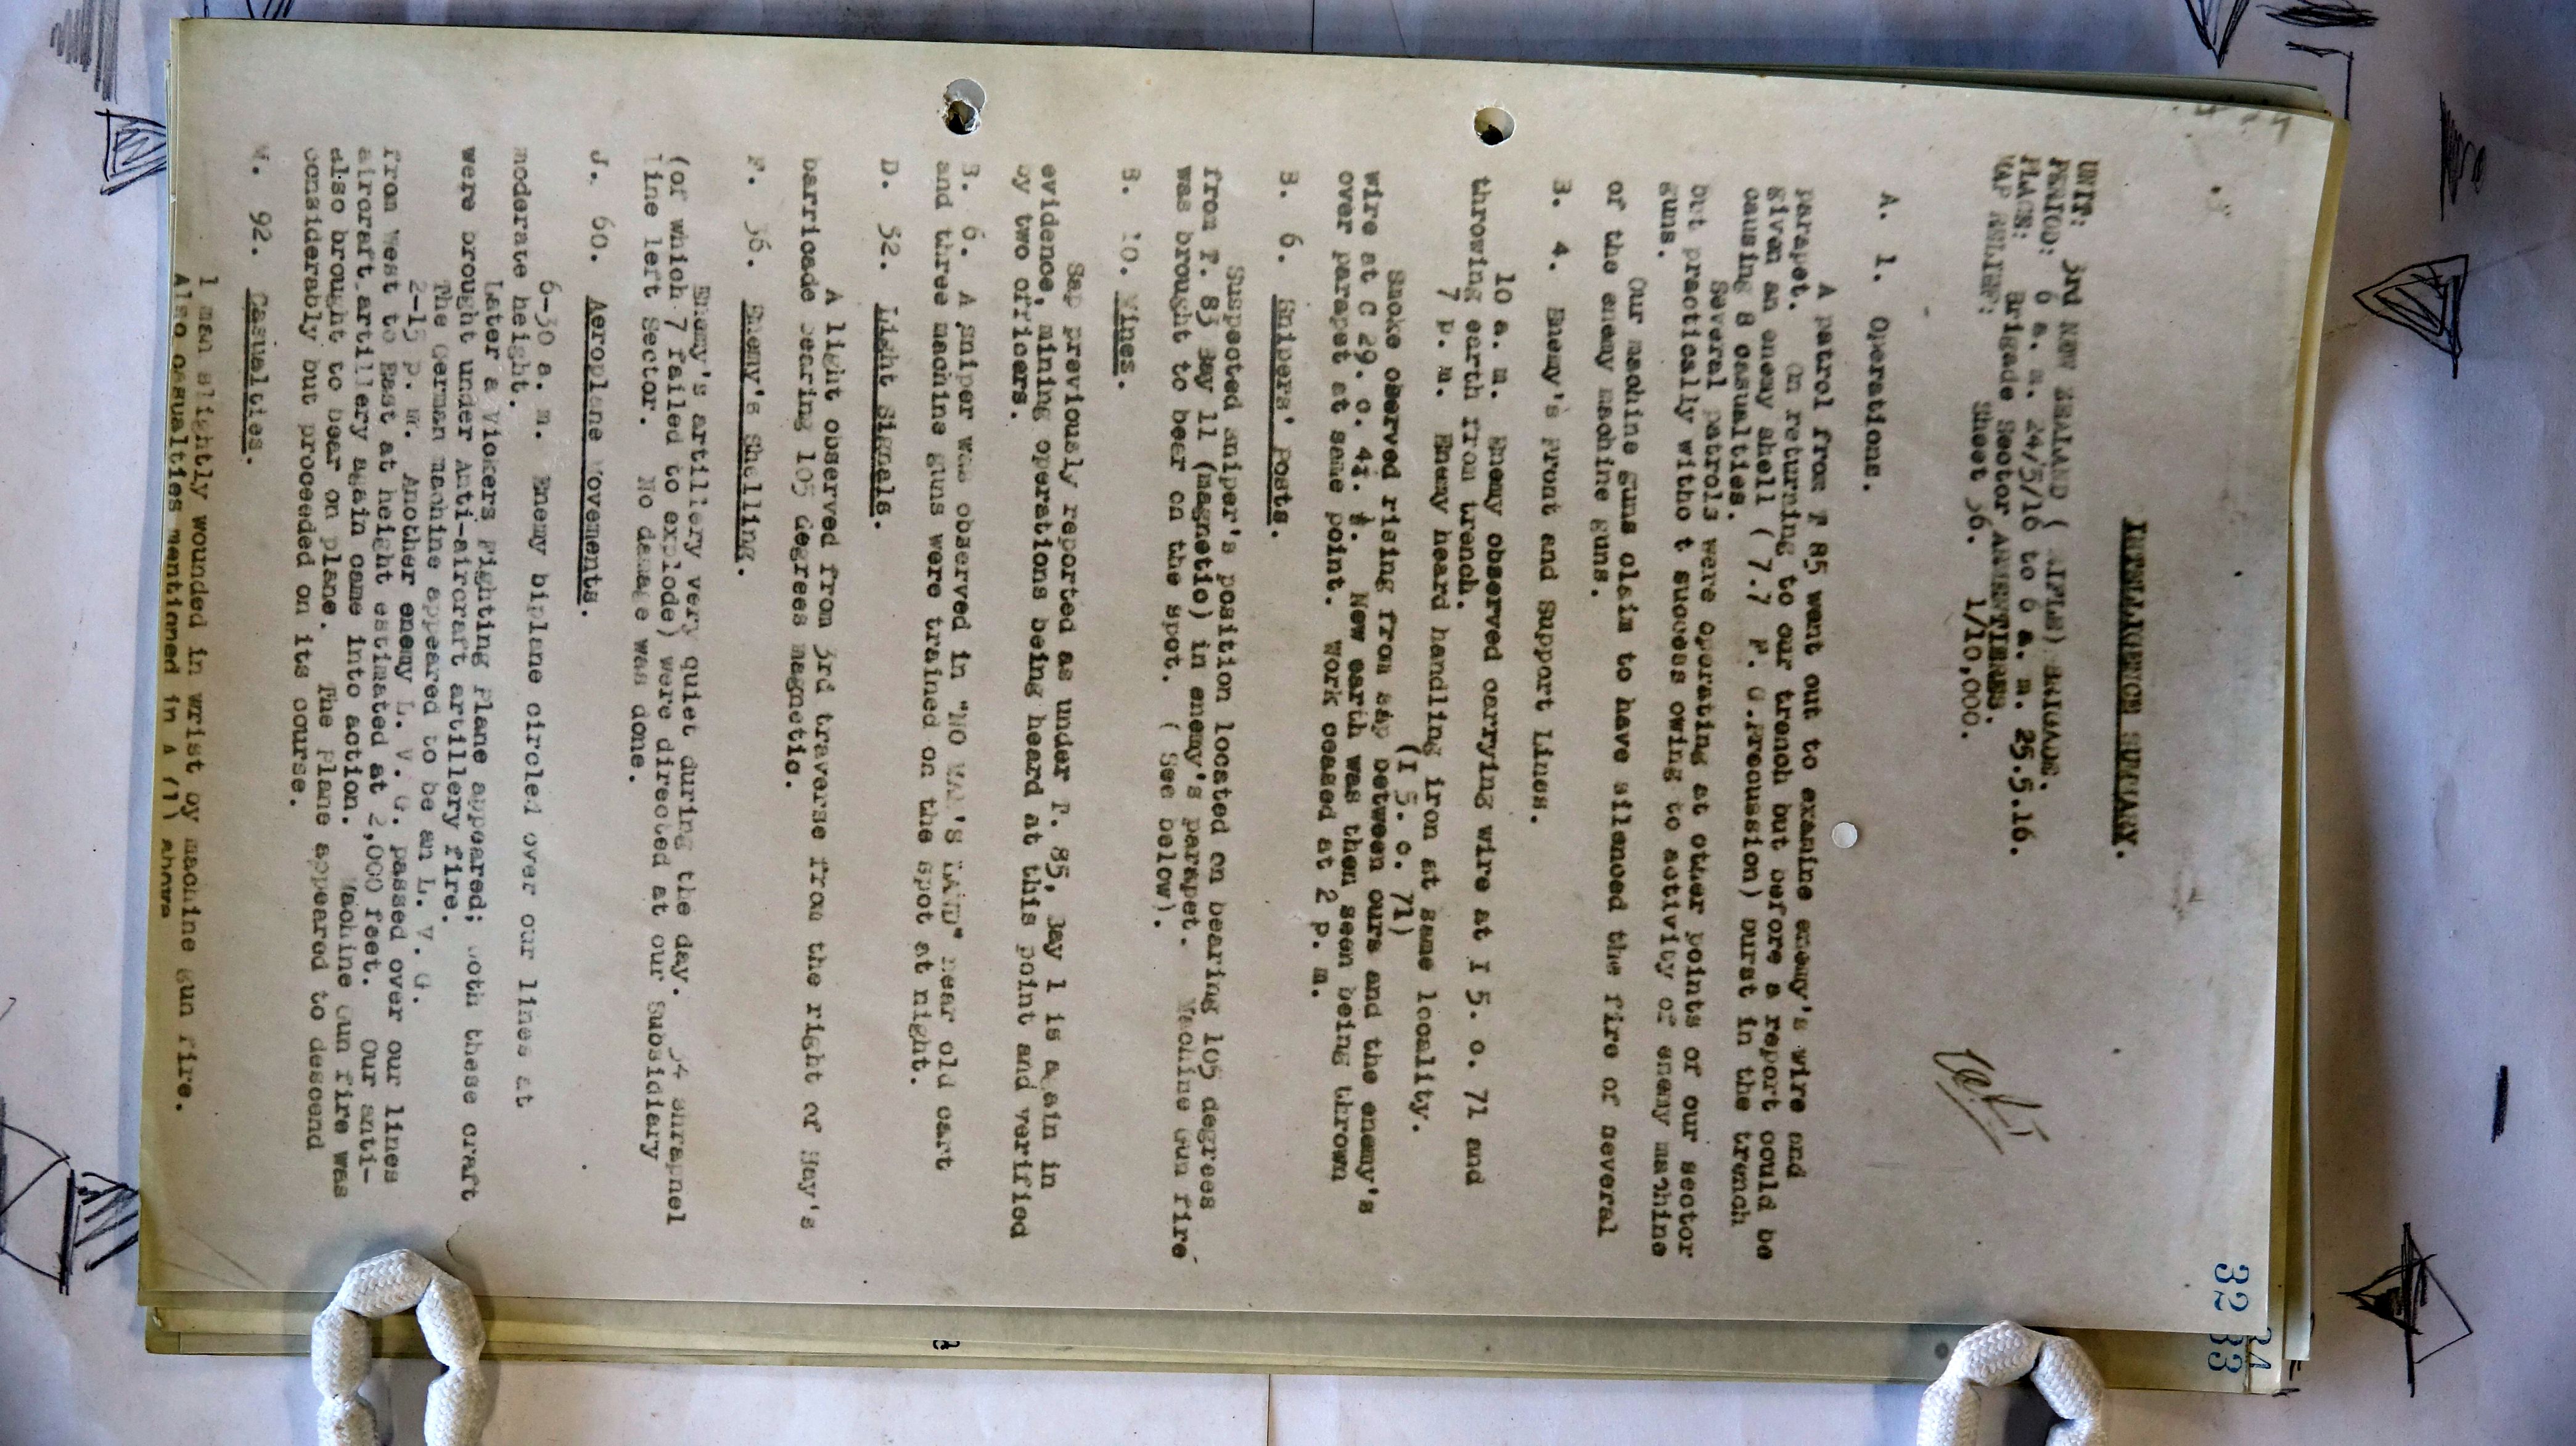 32
33
34
INTELLIGENCE SUMMARY.
UNIT: 3rd NEW ZEALAND ( RIFLE) BRIGADE.
PERIOD: 6 a. m. 24/5/16 to 6 a. m. 25.5.16.
PLACE: Brigade Sector ARMENTIERES.
MAP Sheet 36. 1/10,000.
A. 1. Operations.
A patrol from T 85 went out to examine enemy's wire and
parapet. On returning to our trench but before a report could be
given an enemy shell ( 7.7 F. G.Precussion) burst in the trench
causing 8 casualties.
Several patrols were operating at other points of our sector
but practically witho t success owing to activity of enemy machine
guns.
Our machine guns claim to have silenced the fire of several
of the enemy machine guns.
B. 4. Enemy's Front and Support Lines.
10 a. m. Enemy observed carrying wire at I 5. c. 71 and
throwing earth from trench.
7 p. m. Enemy heard handling iron at same locality.
(I 5. c. 71)
Smoke observed rising from sap between ours and the enemy's
wire at C 29. c. 4½. ½. New earth was then seen being thrown
over parapet at same point. Work ceased at 2 p. m.
B. 6. Snipers' Posts.
Suspected sniper's position located on bearing 105 degrees
from T. 83 Bay 11 (magnetic) in enemy's parapet. Machine Gun fire
was brought to bear on the spot. ( See below).
B. 10. Mines.
Sap previously reported as under T. 85, Bay 1 is again in
evidence, mining operations being heard at this point and verified
by two officers.
B. 6. A sniper was observed in "NO MAN'S LAND" near old cart
and three machine guns were trained on the spot at night.
D. 52. Light Signals.
A light observed from 3rd traverse from the right of Hay's
barricade bearing 105 degrees magnetic.
F. 36. Enemy's Shelling.
Enemy's artillery very quiet during the day. 34 shrapnel
(of which 7 failed to explode) were directed at our Subsidiary
line left Sector. No damage was done.
J. 60. Aeroplane Movements.
6-30 a. m. Enemy biplane circled over our lines at
moderate height.
Later a Vickers Fighting Plane appeared; both these craft
were brought under Anti-aircraft artillery fire.
The German machine appeared to be an L. V. G.
2-15 p. m. Another enemy L. V. G. passed over our lines
from West to East at height estimated at 2,000 feet. Our anti-
aircraft artillery again came into action. Machine Gun fire was
also brought to bear on plane. The Plane appeared to descend
considerably but proceeded on its course.
92. Casualties.
1 man slightly wounded in wrist by machine gun fire.
Also casualties mentioned in A (1) above